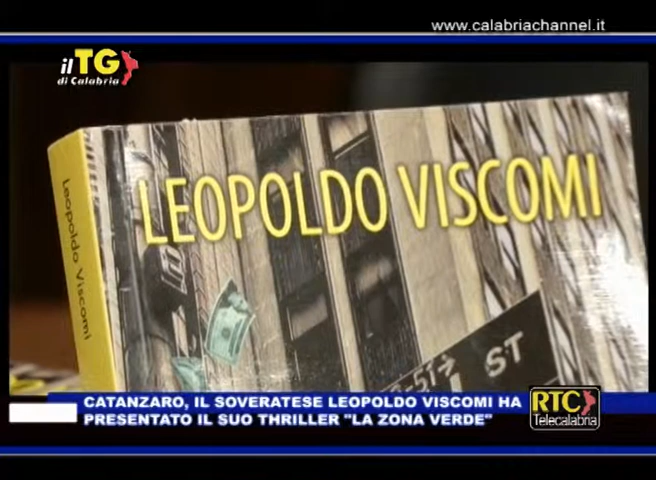 www.calabriachannel.it
il TG
di Calabria
LEOPOLDO VISCOMI
Leopoldo Viscomi
ST
CATANZARO, IL SOVERATESE LEOPOLDO VISCOMI HA
PRESENTATO IL SUO THRILLER "LA ZONA VERDE"
RTC
Telecalabria